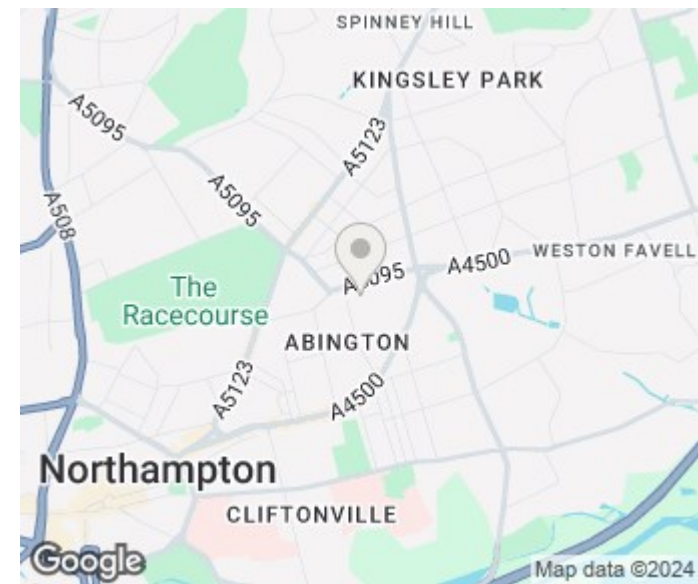 SPINNEY HILL
KINGSLEY PARK
A5095
A5123
A5095
A508
WESTON FAVELL
A4500
The
Racecourse
ABINGTON
A5123
A4500
Northampton
CLIFTONVILLE
Google
Map data ©2024